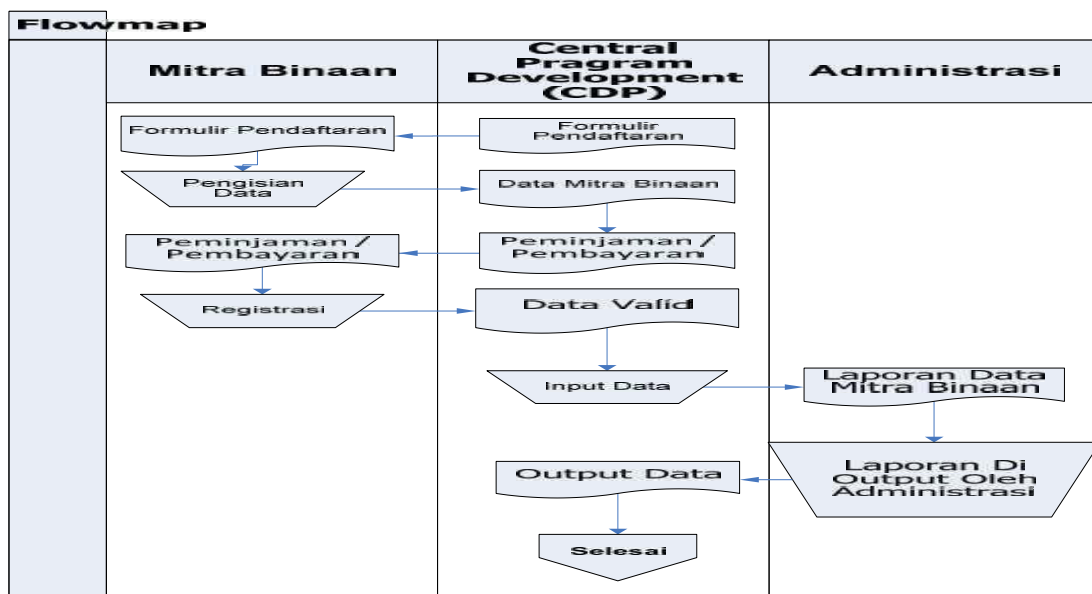 Flowmap
Mitra Binaan
Central
Pragram
Development
(CDP)
Administrasi
Formulir Pendaftaran
Formulir
Pendaftaran
Pengisian
Data
Data Mitra Binaan
Peminjaman /
Pembayaran
Peminjaman /
Pembayaran
Registrasi
Data Valid
Input Data
Laporan Data
Mitra Binaan
Output Data
Laporan Di
Output Oleh
Administrasi
Selesai